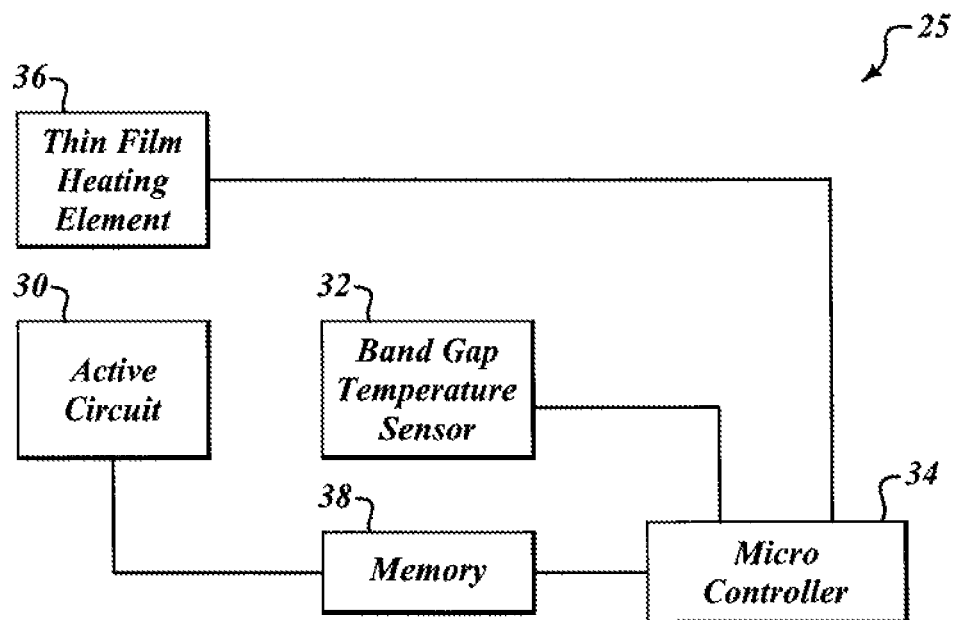 25
36
Thin Film
Heating
Element
30
Active
Circuit
32
Band Gap
Temperature
Sensor
38
Memory
34
Micro
Controller